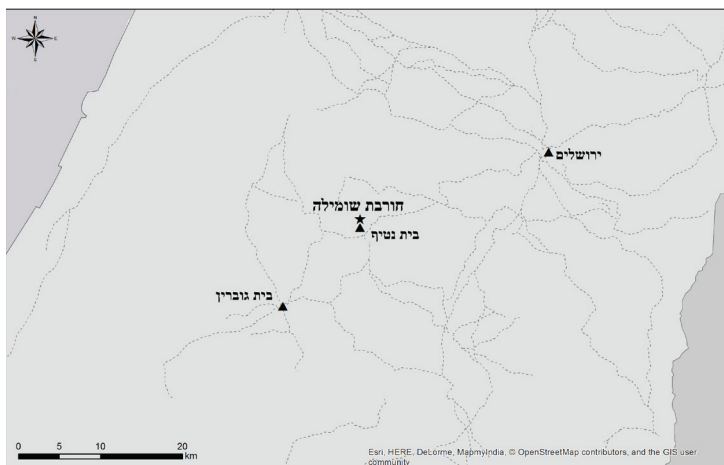 N
W E
S
ירושלים
חורבת שומילה
בית נטיף
בית גוברין
0 5 10 20
km
Esri, HERE, DeLorme, MapmyIndia, © OpenStreetMap contributors, and the GIS user
community